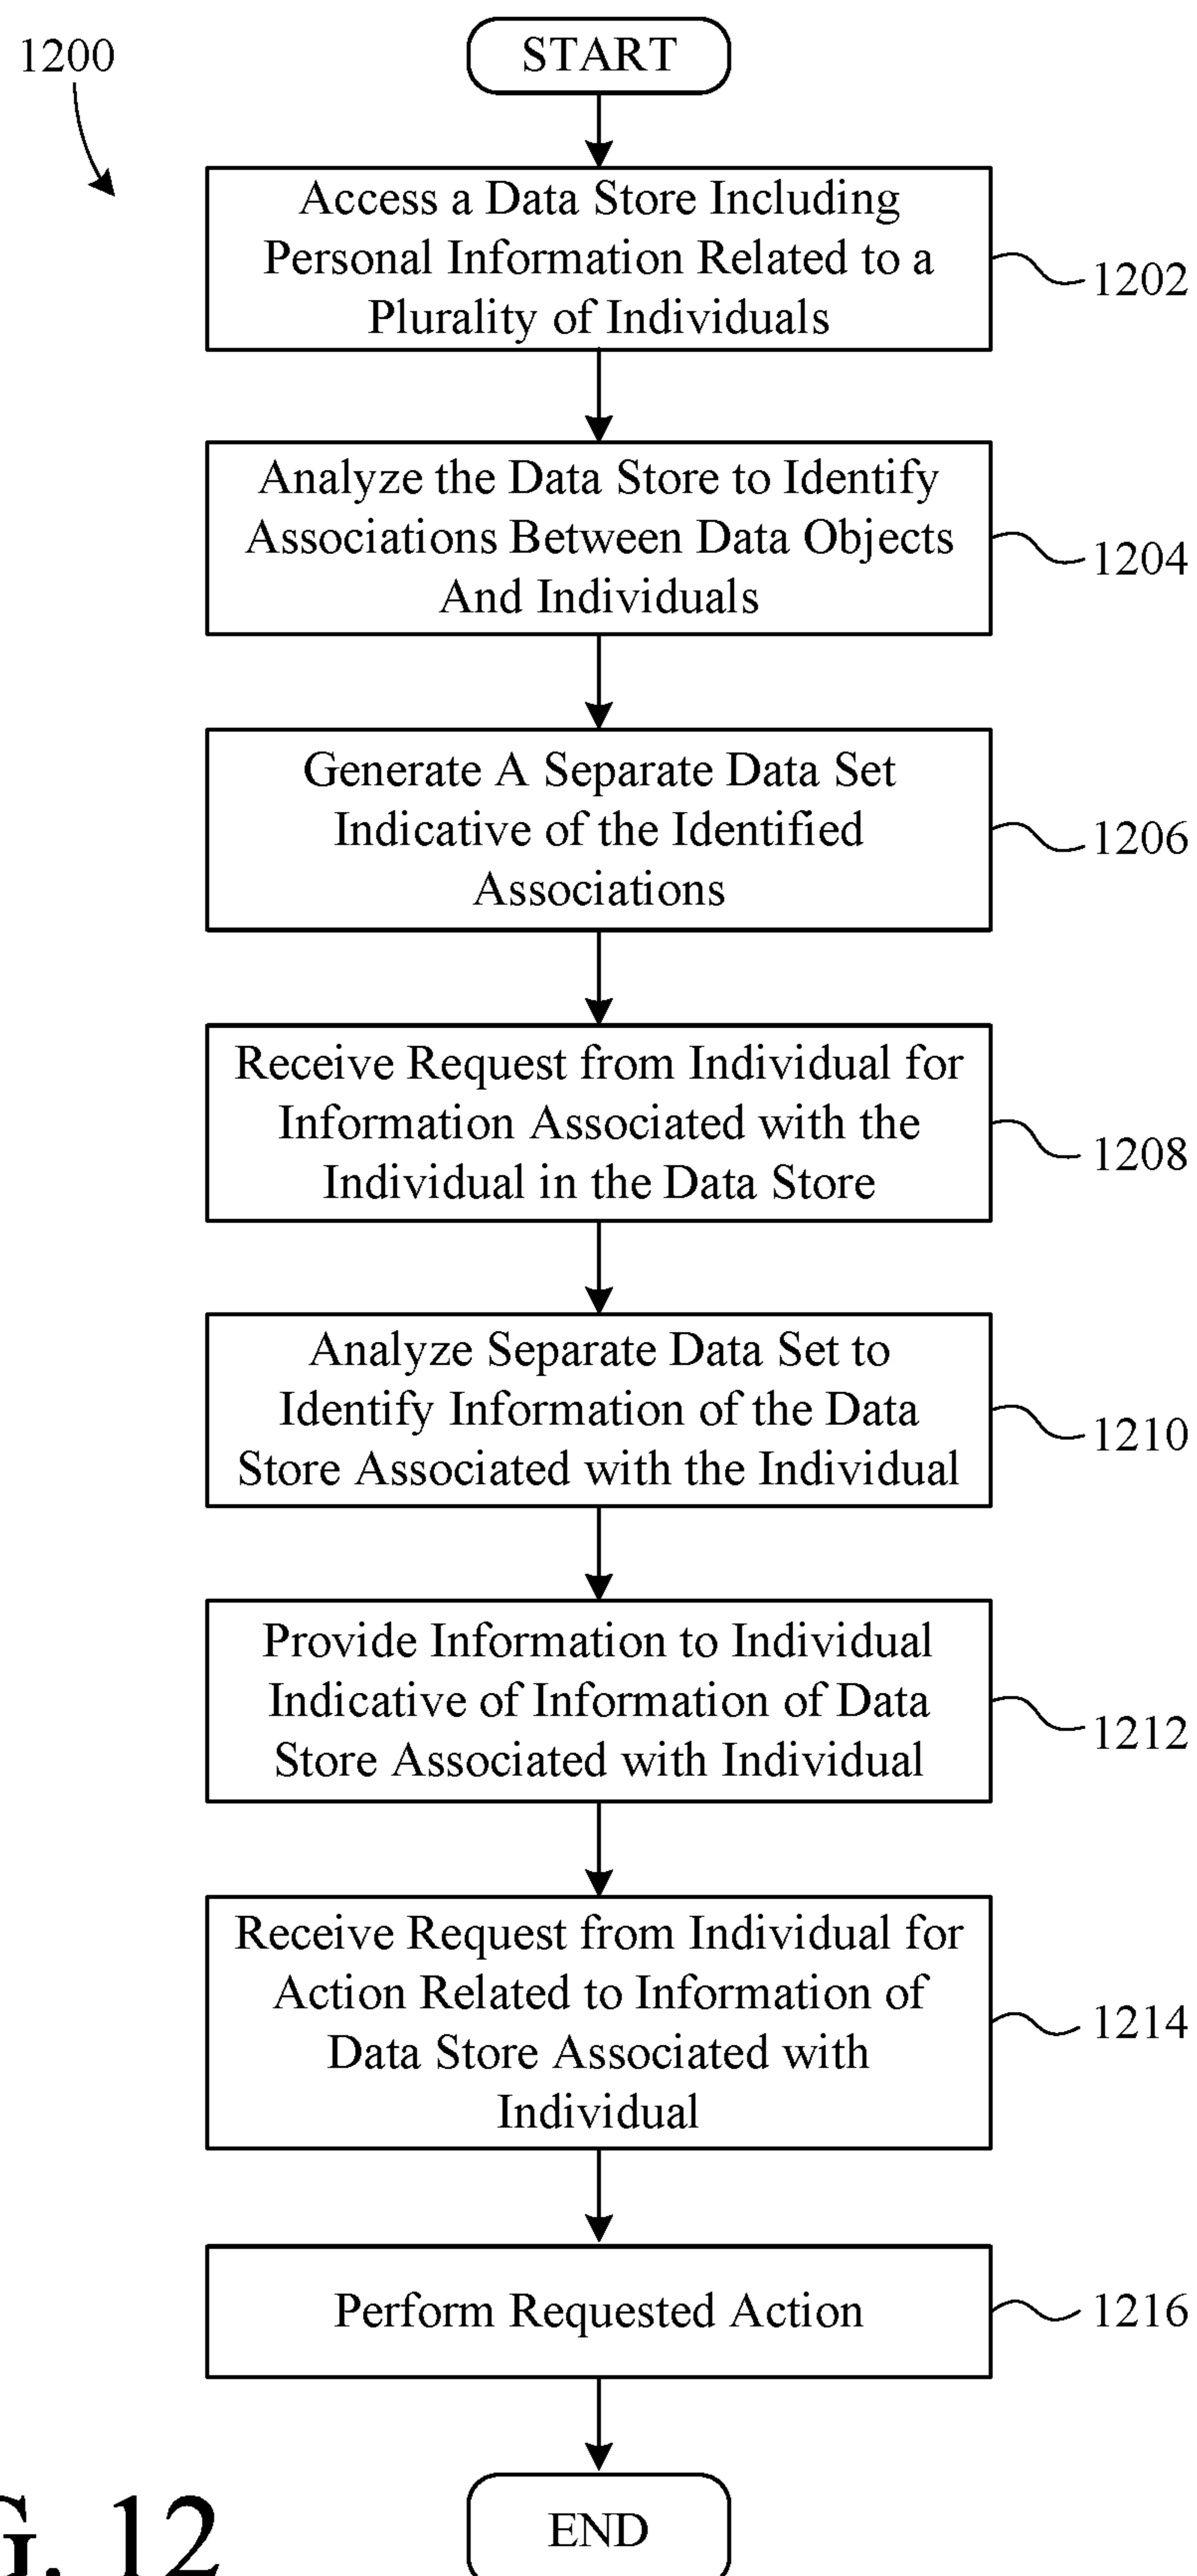 1200
START
Access a Data Store Including
Personal Information Related to a
Plurality of Individuals
1202
Analyze the Data Store to Identify
Associations Between Data Objects
And Individuals
1204
Generate A Separate Data Set
Indicative of the Identified
Associations
1206
Receive Request from Individual for
Information Associated with the
Individual in the Data Store
1208
Analyze Separate Data Set to
Identify Information of the Data
Store Associated with the Individual
1210
Provide Information to Individual
Indicative of Information of Data
Store Associated with Individual
1212
Receive Request from Individual for
Action Related to Information of
Data Store Associated with
Individual
1214
Perform Requested Action
1216
END
G. 12